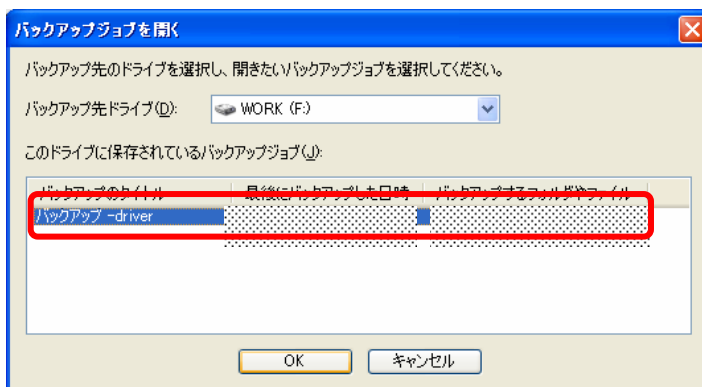 バックアップジョブを開く
バックアップ先のドライブを選択し、開きたいバックアップジョブを選択してください。
バックアップ先ドライブ(D): WORK (F:)
このドライブに保存されているバックアップジョブ(J):
バックアップのタイトル 最後にバックアップした日時 バックアップするフォルダやファイル
バックアップ -driver
OK キャンセル